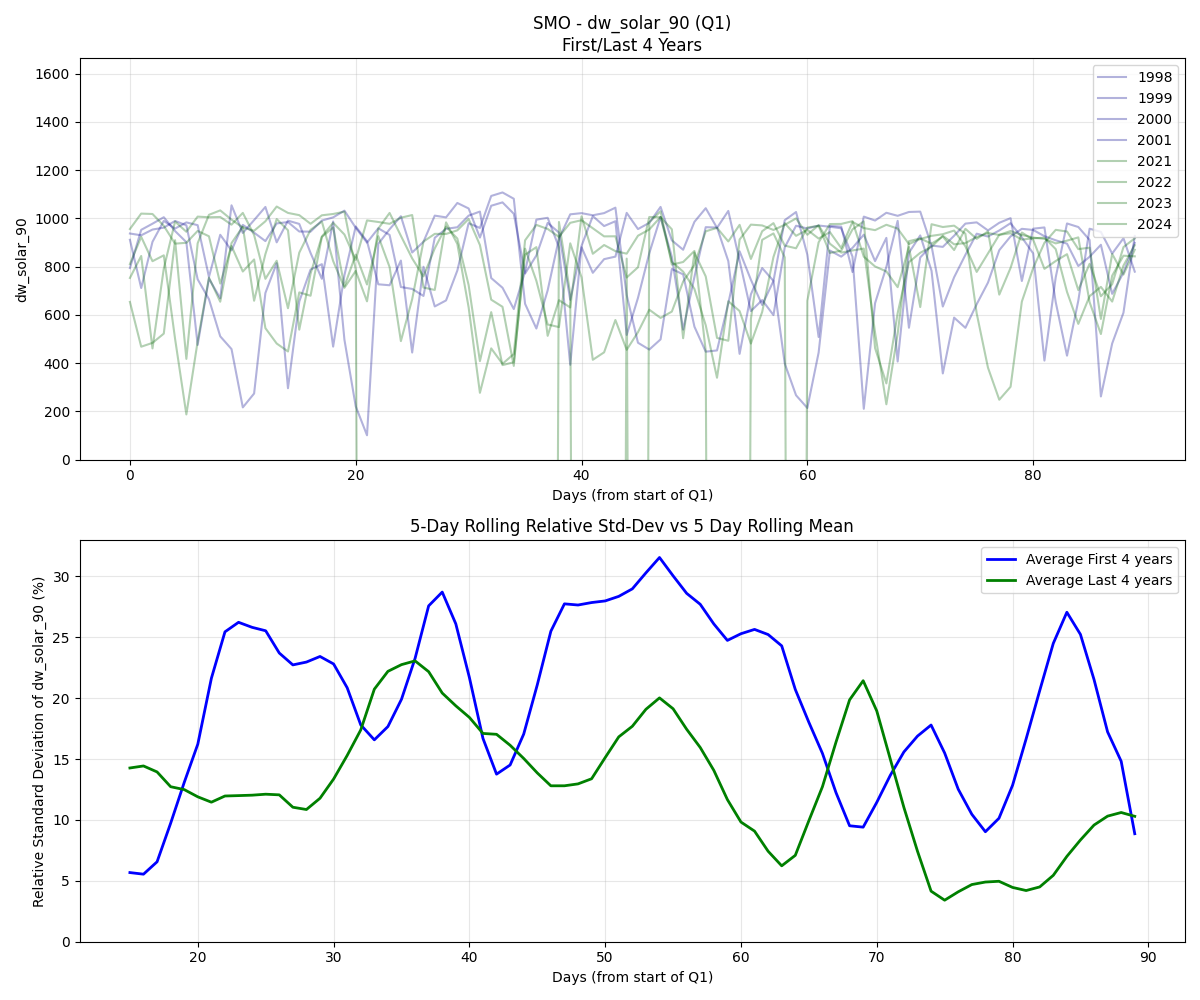 SMO - dw_solar_90 (Q1)
First/Last 4 Years
1600
1400
1200
1000
800
600
400
200
0
dw_solar_90
1998
1999
2000
2001
2021
2022
2023
2024
0 20 40 60 80
Days (from start of Q1)
5-Day Rolling Relative Std-Dev vs 5 Day Rolling Mean
30
25
20
15
10
5
0
Relative Standard Deviation of dw_solar_90 (%)
Average First 4 years
Average Last 4 years
20 30 40 50 60 70 80 90
Days (from start of Q1)